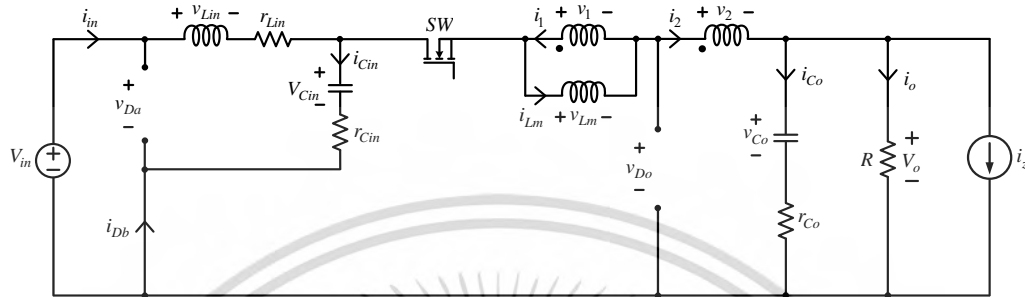 i_in
+ v_Lin −
r_Lin
SW
i_1
+ v_1 −
i_2
+ v_2 −
i_Cin
+ V_Cin −
r_Cin
+ v_Da −
V_in
+ −
i_Db
i_Lm
+ v_Lm −
+ v_Do −
i_Co
+ v_Co −
r_Co
i_o
R
+ V_o −
i_z